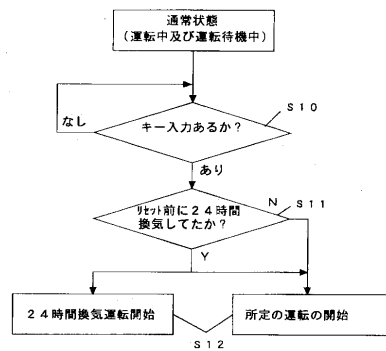 通常状態
(運転中及び運転待機中)
なし
キー入力あるか？
S10
あり
ﾘｾｯﾄ前に24時間
換気してたか？
N
S11
Y
24時間換気運転開始
所定の運転の開始
S12